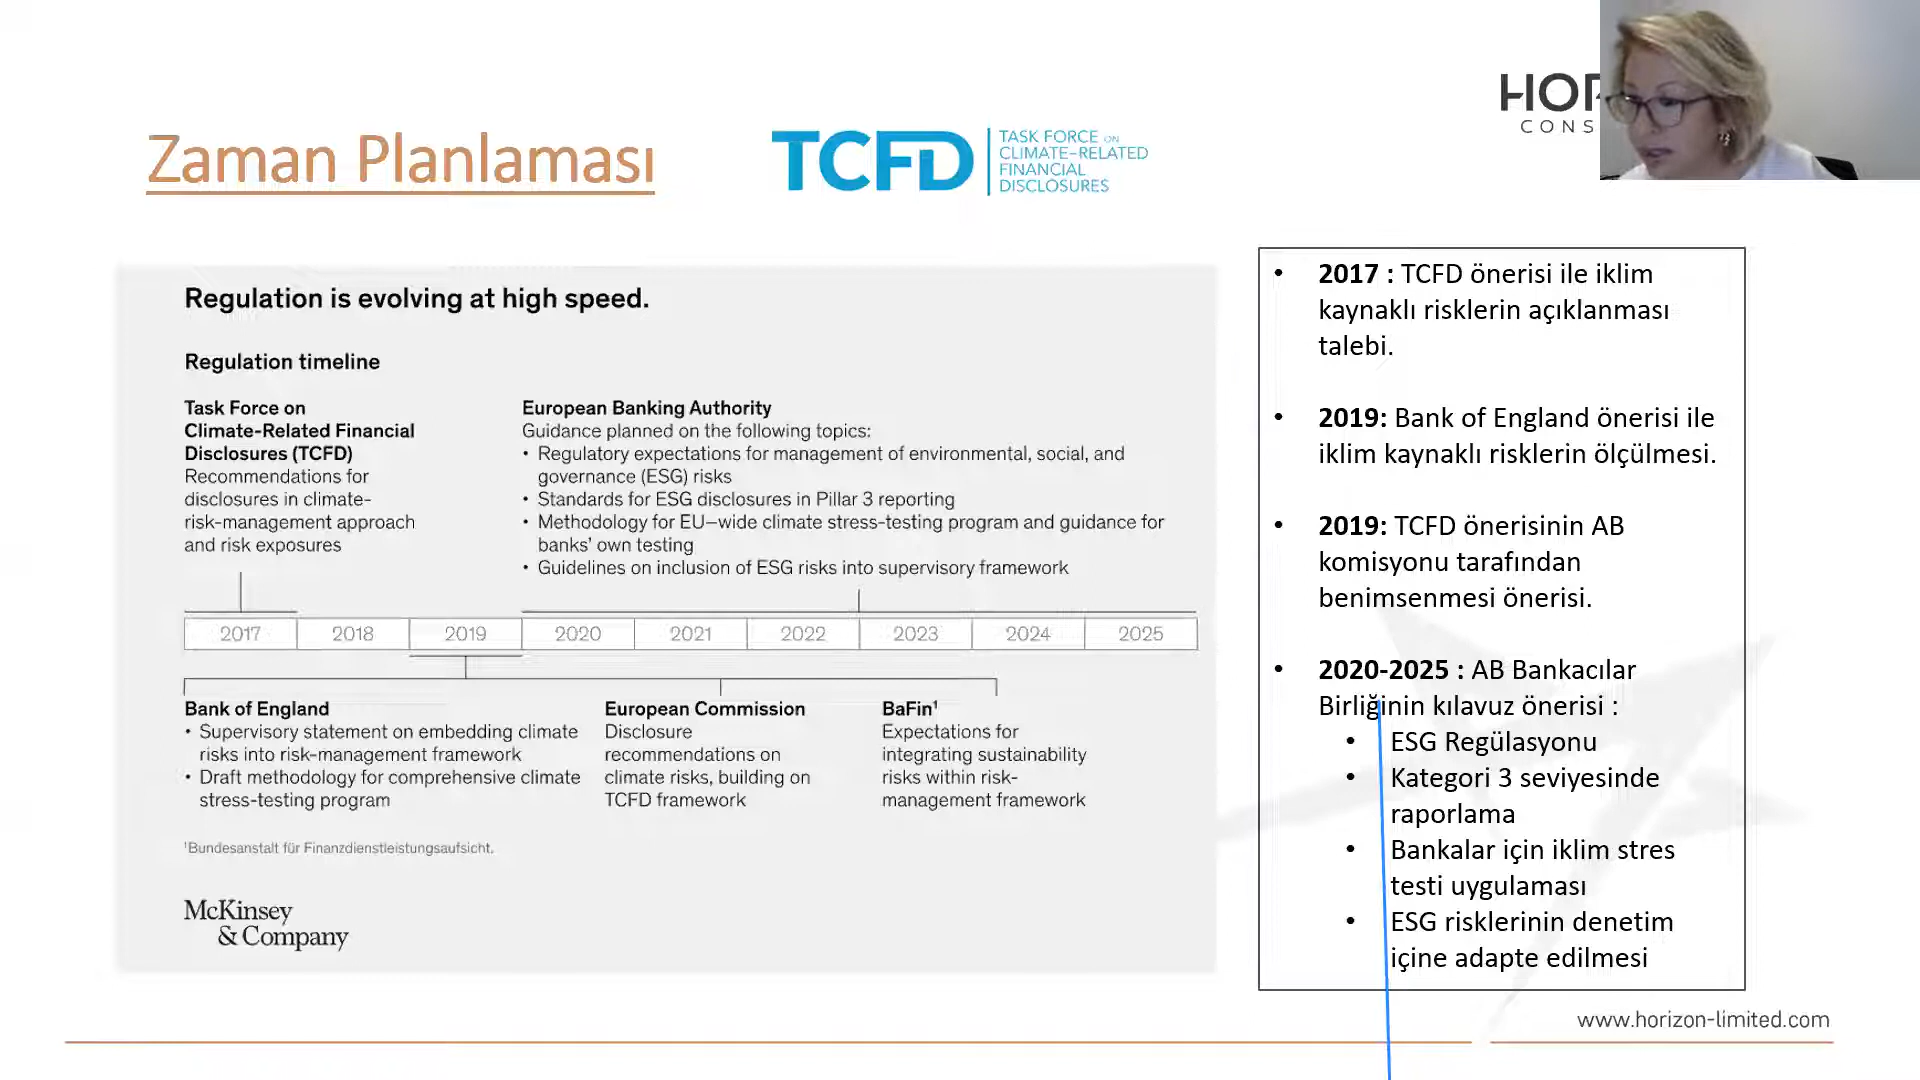 HOR
CONS
Zaman Planlaması
TCFD
TASK FORCE ON
CLIMATE-RELATED
FINANCIAL
DISCLOSURES
Regulation is evolving at high speed.
Regulation timeline
Task Force on
Climate-Related Financial
Disclosures (TCFD)
Recommendations for
disclosures in climate-
risk-management approach
and risk exposures
European Banking Authority
Guidance planned on the following topics:
• Regulatory expectations for management of environmental, social, and
governance (ESG) risks
• Standards for ESG disclosures in Pillar 3 reporting
• Methodology for EU–wide climate stress-testing program and guidance for
banks' own testing
• Guidelines on inclusion of ESG risks into supervisory framework
2017 2018 2019 2020 2021 2022 2023 2024 2025
Bank of England
• Supervisory statement on embedding climate
risks into risk-management framework
• Draft methodology for comprehensive climate
stress-testing program
European Commission
Disclosure
recommendations on
climate risks, building on
TCFD framework
BaFin¹
Expectations for
integrating sustainability
risks within risk-
management framework
¹Bundesanstalt für Finanzdienstleistungsaufsicht.
McKinsey
& Company
• 2017 : TCFD önerisi ile iklim
kaynaklı risklerin açıklanması
talebi.
• 2019: Bank of England önerisi ile
iklim kaynaklı risklerin ölçülmesi.
• 2019: TCFD önerisinin AB
komisyonu tarafından
benimsenmesi önerisi.
• 2020-2025 : AB Bankacılar
Birliğinin kılavuz önerisi :
• ESG Regülasyonu
• Kategori 3 seviyesinde
raporlama
• Bankalar için iklim stres
testi uygulaması
• ESG risklerinin denetim
içine adapte edilmesi
www.horizon-limited.com